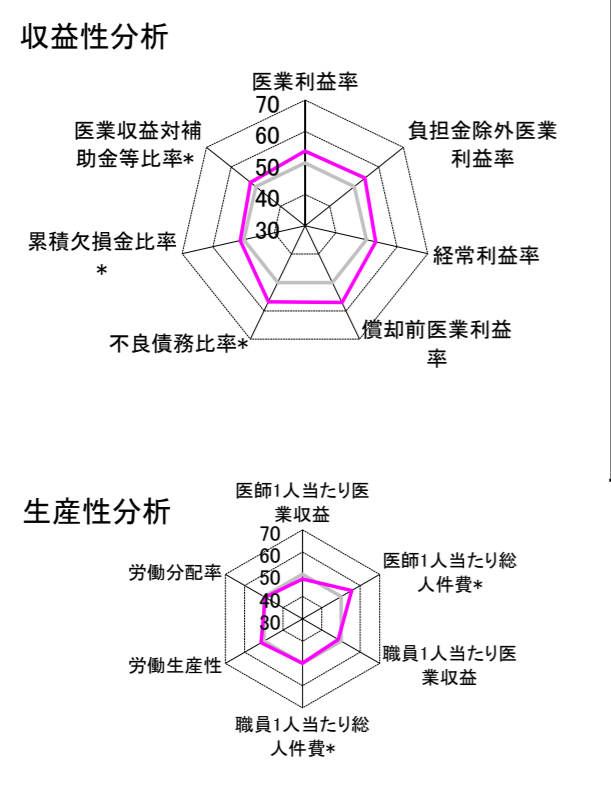 収益性分析
医業利益率
70
60
50
40
30
負担金除外医業
利益率
経常利益率
償却前医業利益
率
不良債務比率*
累積欠損金比率
*
医業収益対補
助金等比率*
生産性分析
医師1人当たり医
業収益
70
60
50
40
30
医師1人当たり総
人件費*
職員1人当たり医
業収益
職員1人当たり総
人件費*
労働生産性
労働分配率